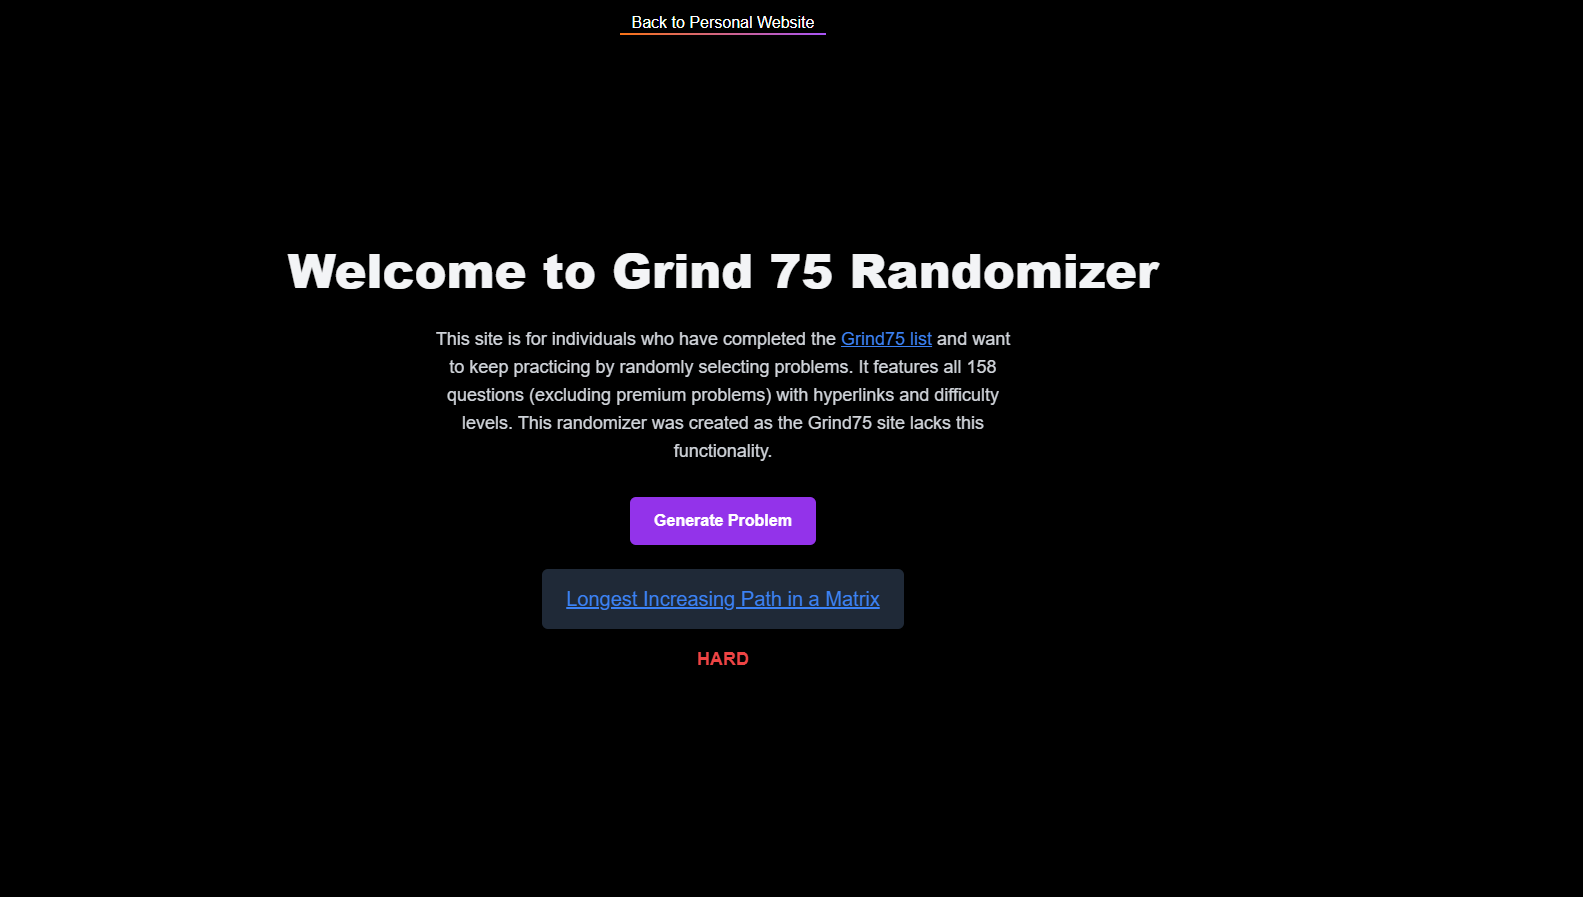 Back to Personal Website
Welcome to Grind 75 Randomizer
This site is for individuals who have completed the Grind75 list and want
to keep practicing by randomly selecting problems. It features all 158
questions (excluding premium problems) with hyperlinks and difficulty
levels. This randomizer was created as the Grind75 site lacks this
functionality.
Generate Problem
Longest Increasing Path in a Matrix
HARD